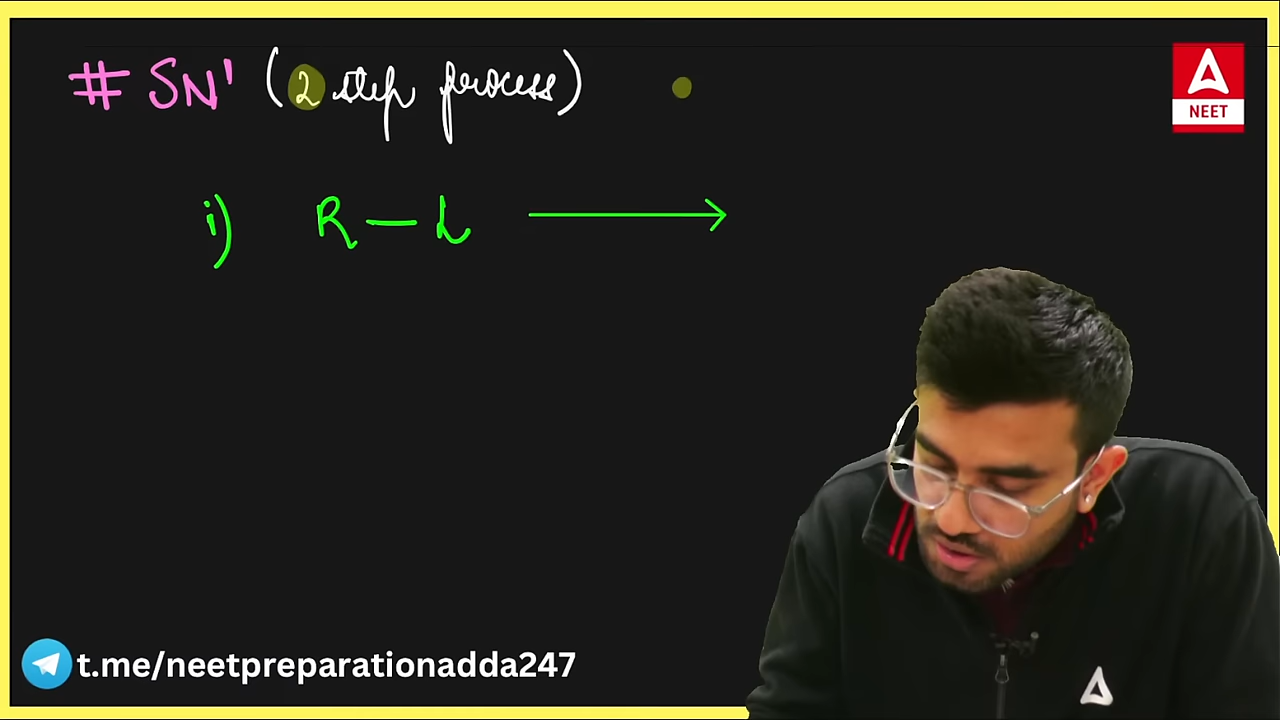 # SN' (2 step process)
NEET
i) R — L ⟶
t.me/neetpreparationadda247